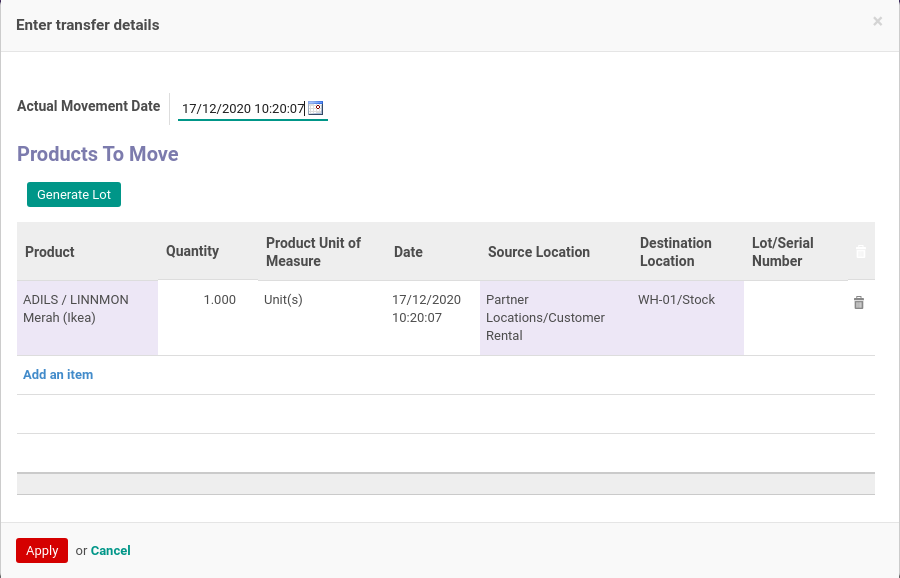 Enter transfer details
×
Actual Movement Date 17/12/2020 10:20:07
Products To Move
Generate Lot
Product Quantity Product Unit of Measure Date Source Location Destination Location Lot/Serial Number
ADILS / LINNMON Merah (Ikea) 1.000 Unit(s) 17/12/2020 10:20:07 Partner Locations/Customer Rental WH-01/Stock
Add an item
Apply or Cancel